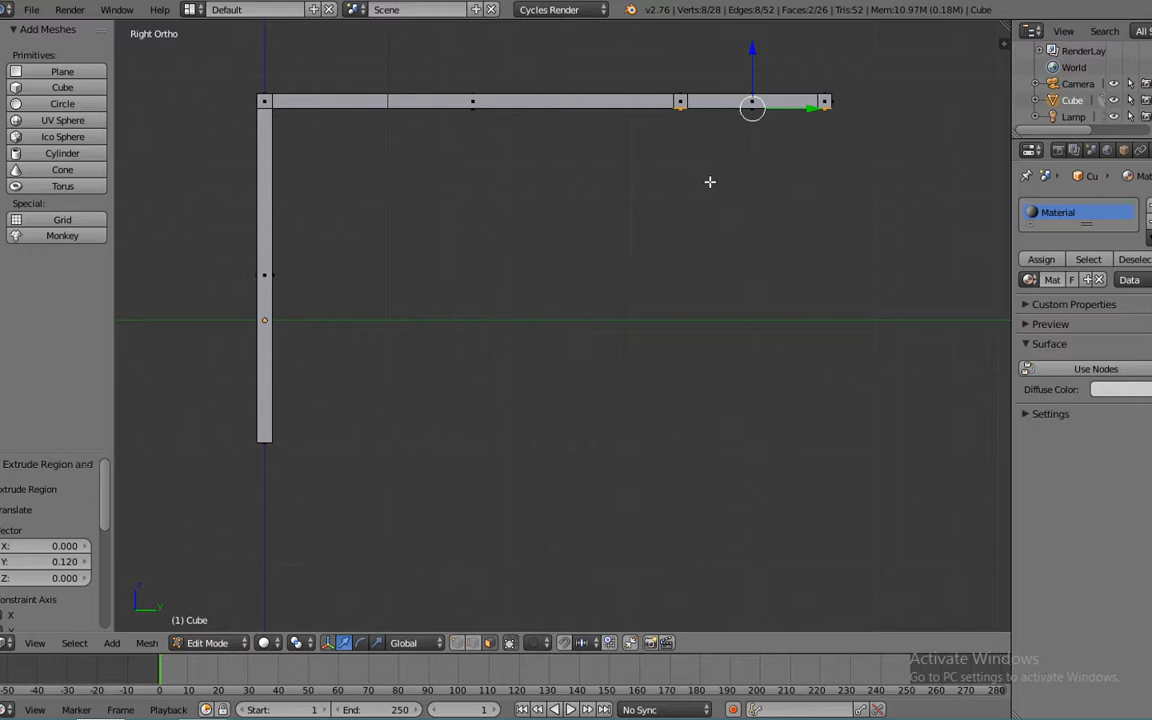 File Render Window Help Default Scene Cycles Render v2.76 | Verts:8/28 | Edges:8/52 | Faces:2/26 | Tris:52 | Mem:10.97M (0.18M) | Cube
Add Meshes
Primitives:
Plane
Cube
Circle
UV Sphere
Ico Sphere
Cylinder
Cone
Torus
Special:
Grid
Monkey
Right Ortho
View Search All S
RenderLay
World
Camera
Cube
Lamp
Cu Ma
Material
Assign Select Deselec
Mat F Data
Custom Properties
Preview
Surface
Use Nodes
Diffuse Color:
Settings
Extrude Region and
xtrude Region
ranslate
Vector
X: 0.000
Y: 0.120
Z: 0.000
onstraint Axis
X
z
y
(1) Cube
View Select Add Mesh Edit Mode Global
Activate Windows
Go to PC settings to activate Windows.
-50 -40 -30 -20 -10 0 10 20 30 40 50 60 70 80 90 100 110 120 130 140 150 160 170 180 190 200 210 220 230 240 250 260 270 280
View Marker Frame Playback Start: 1 End: 250 1 No Sync